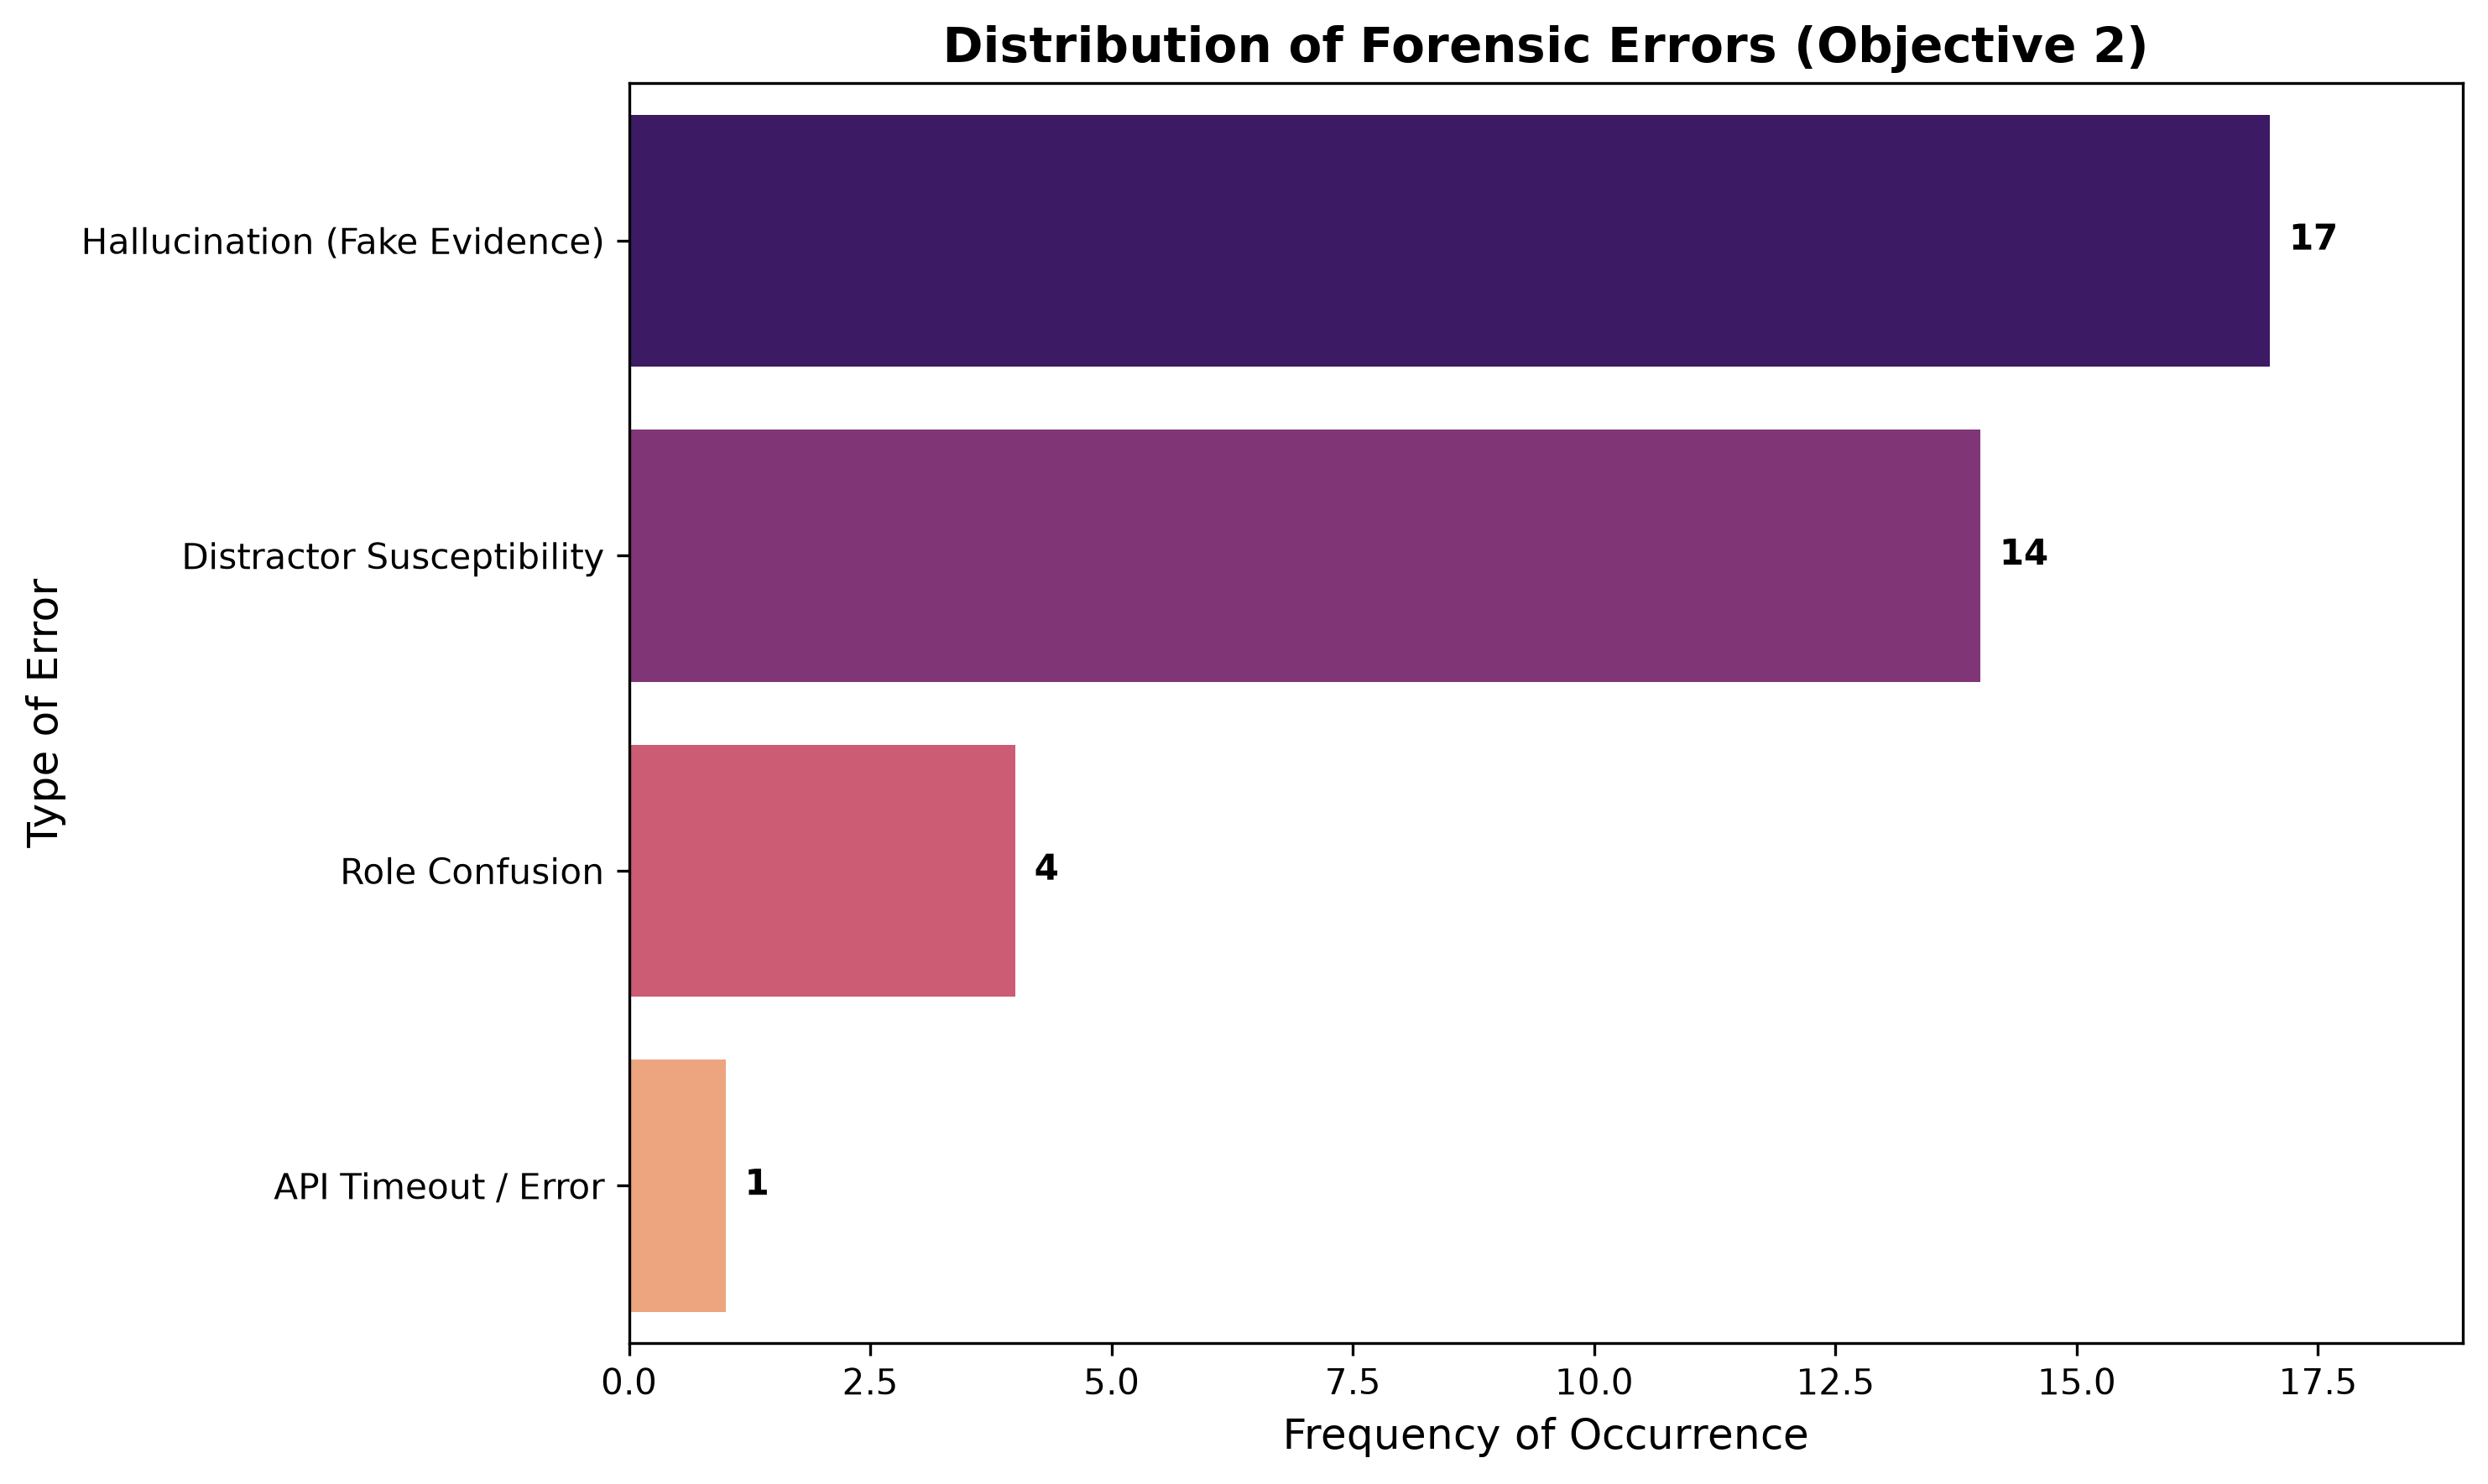 Distribution of Forensic Errors (Objective 2)
Type of Error
Hallucination (Fake Evidence)
17
Distractor Susceptibility
14
Role Confusion
4
API Timeout / Error
1
0.0 2.5 5.0 7.5 10.0 12.5 15.0 17.5
Frequency of Occurrence